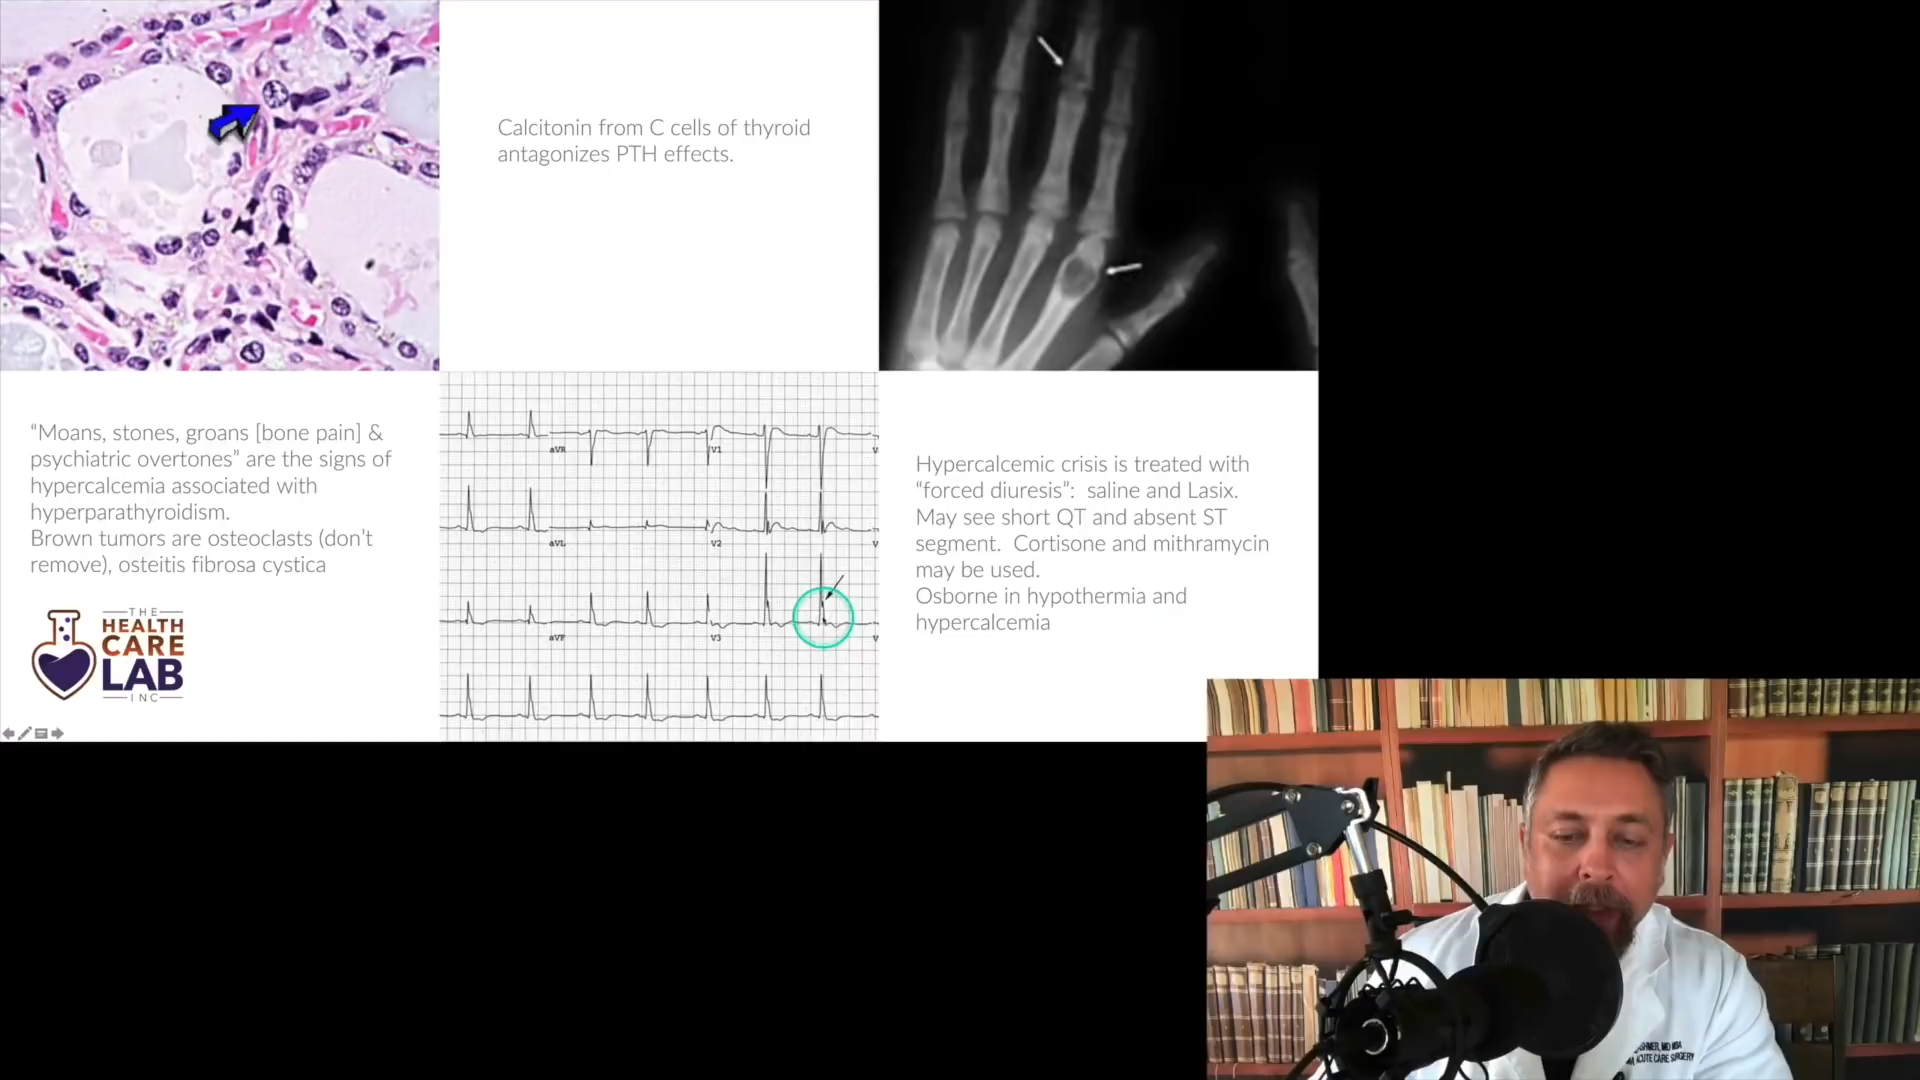 Calcitonin from C cells of thyroid
antagonizes PTH effects.
“Moans, stones, groans [bone pain] &
psychiatric overtones” are the signs of
hypercalcemia associated with
hyperparathyroidism.
Brown tumors are osteoclasts (don’t
remove), osteitis fibrosa cystica
THE
HEALTH
CARE
LAB
INC
aVR
V1
aVL
V2
aVF
V3
Hypercalcemic crisis is treated with
“forced diuresis”:  saline and Lasix.
May see short QT and absent ST
segment.  Cortisone and mithramycin
may be used.
Osborne in hypothermia and
hypercalcemia
ACUTE CARE SURGERY